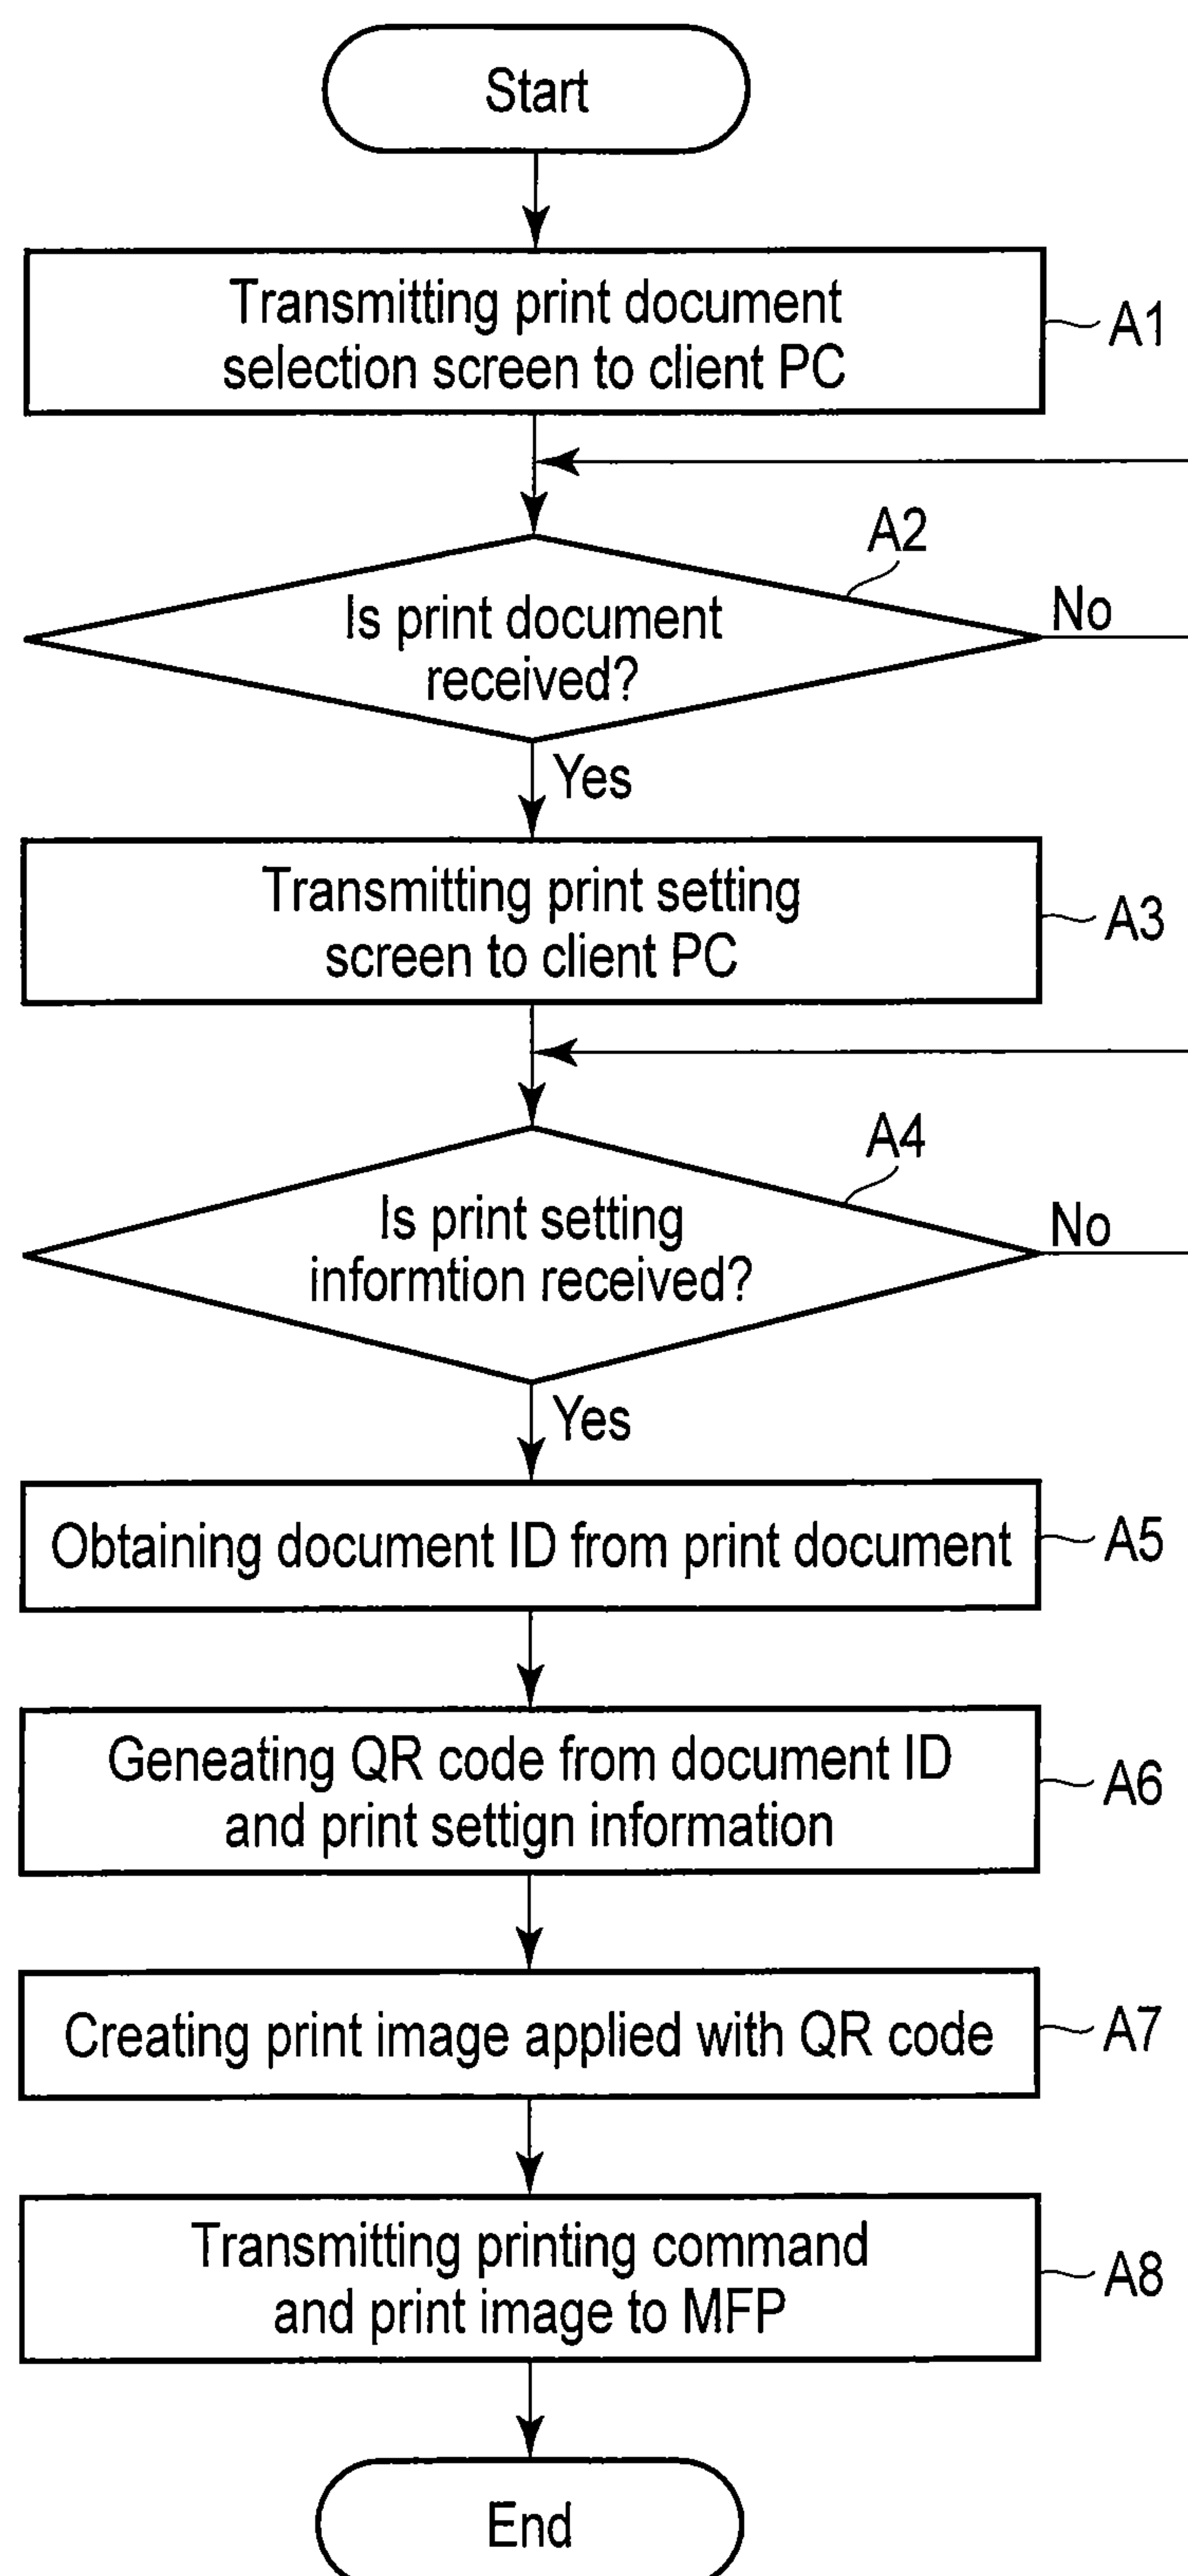 Start
Transmitting print document
selection screen to client PC
A1
A2
Is print document
received?
No
Yes
Transmitting print setting
screen to client PC
A3
A4
Is print setting
informtion received?
No
Yes
Obtaining document ID from print document
A5
Geneating QR code from document ID
and print settign information
A6
Creating print image applied with QR code
A7
Transmitting printing command
and print image to MFP
A8
End